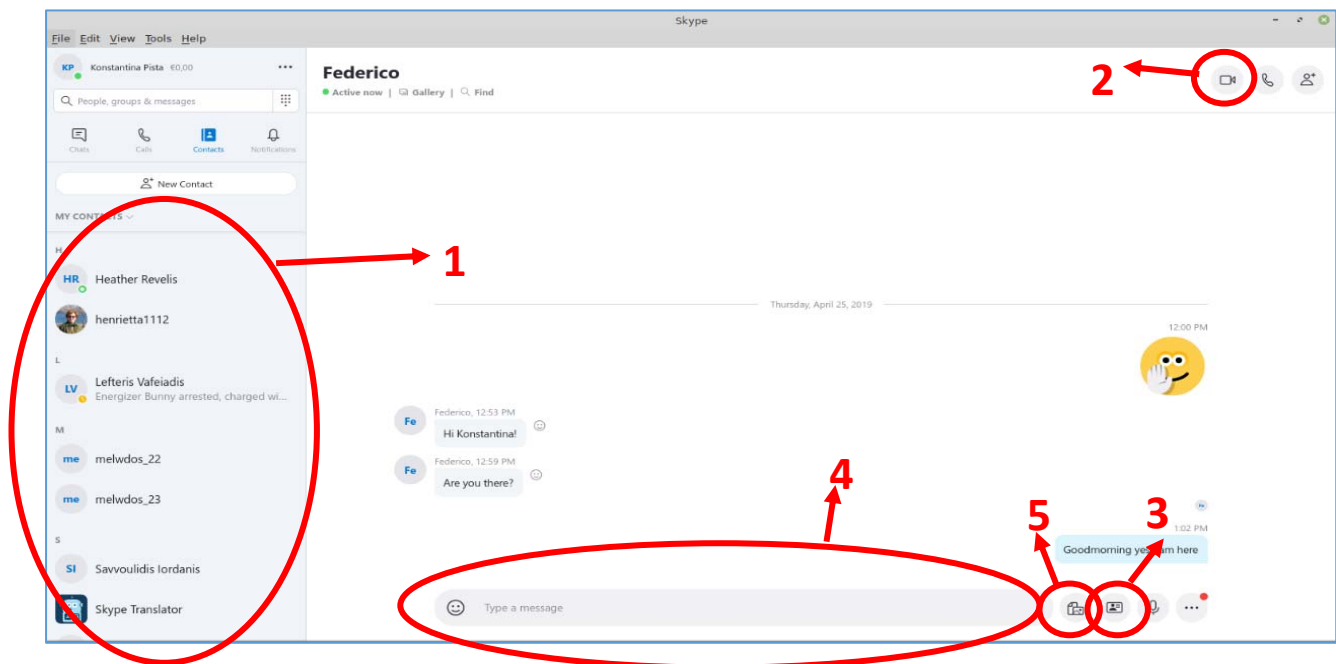 Skype
File Edit View Tools Help
KP Konstantina Pista €0,00
People, groups & messages
Chats Calls Contacts Notifications
New Contact
MY CONTACTS
H
HR Heather Revelis
henrietta1112
L
LV Lefteris Vafeiadis
Energizer Bunny arrested, charged wi...
M
me melwdos_22
me melwdos_23
S
SI Savvoulidis Iordanis
Skype Translator
1
Federico
Active now | Gallery | Find
2
Thursday, April 25, 2019
12:00 PM
Federico, 12:53 PM
Fe Hi Konstantina!
Federico, 12:59 PM
Fe Are you there?
4
5
3
Fe
1:02 PM
Goodmorning yes am here
Type a message